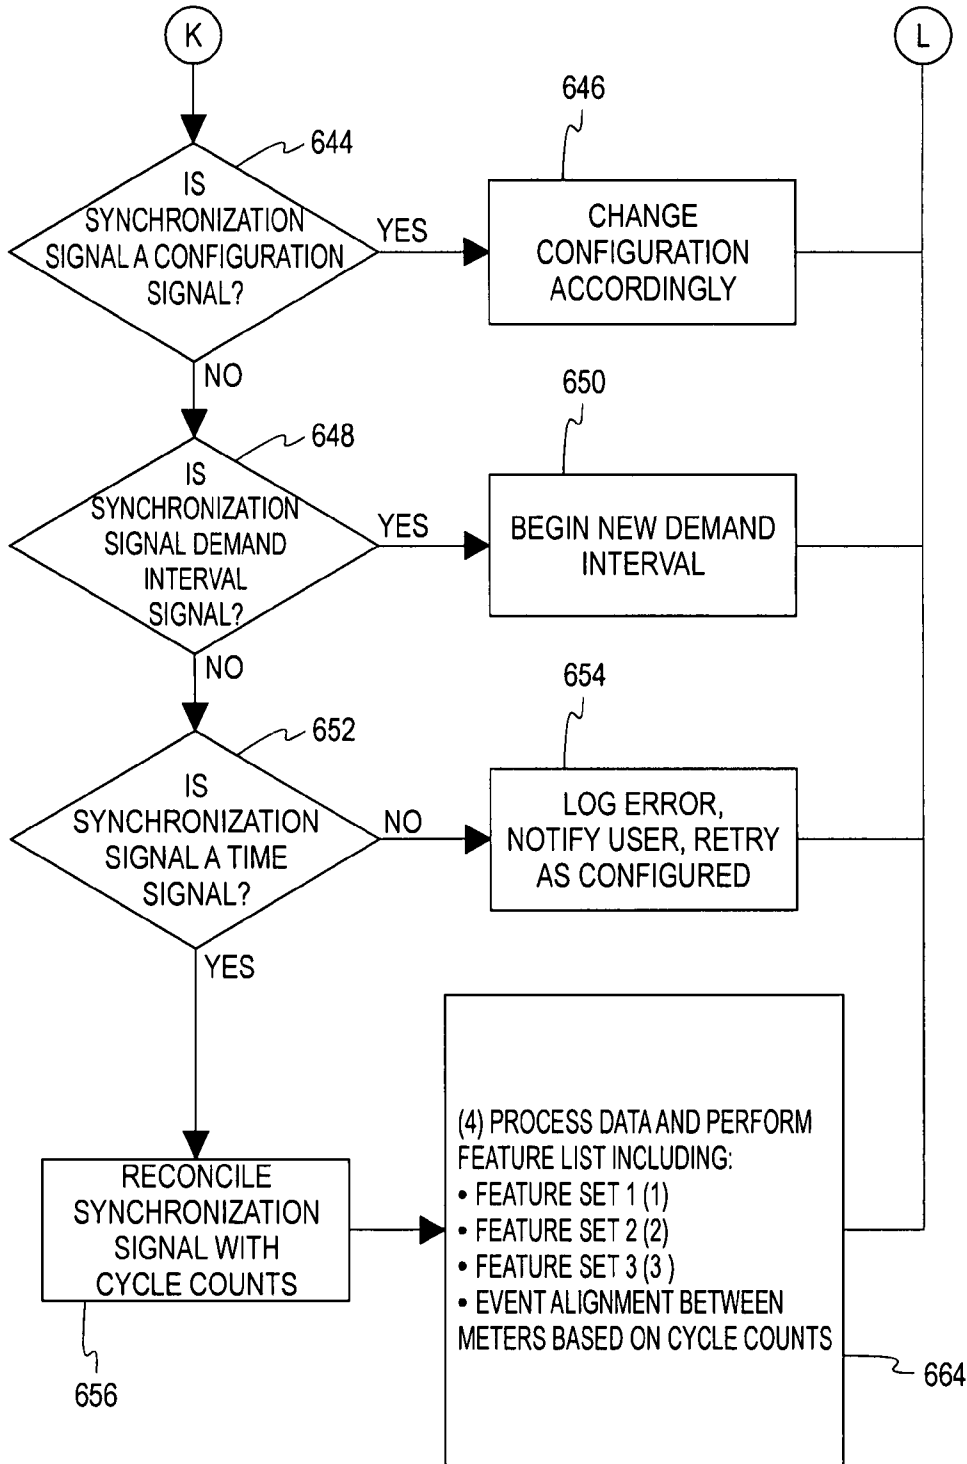 K
L
644
IS
SYNCHRONIZATION
SIGNAL A CONFIGURATION
SIGNAL?
YES
646
CHANGE
CONFIGURATION
ACCORDINGLY
NO
648
IS
SYNCHRONIZATION
SIGNAL DEMAND
INTERVAL
SIGNAL?
YES
650
BEGIN NEW DEMAND
INTERVAL
NO
652
IS
SYNCHRONIZATION
SIGNAL A TIME
SIGNAL?
NO
654
LOG ERROR,
NOTIFY USER, RETRY
AS CONFIGURED
YES
RECONCILE
SYNCHRONIZATION
SIGNAL WITH
CYCLE COUNTS
656
(4) PROCESS DATA AND PERFORM
FEATURE LIST INCLUDING:
• FEATURE SET 1 (1)
• FEATURE SET 2 (2)
• FEATURE SET 3 (3 )
• EVENT ALIGNMENT BETWEEN
METERS BASED ON CYCLE COUNTS
664